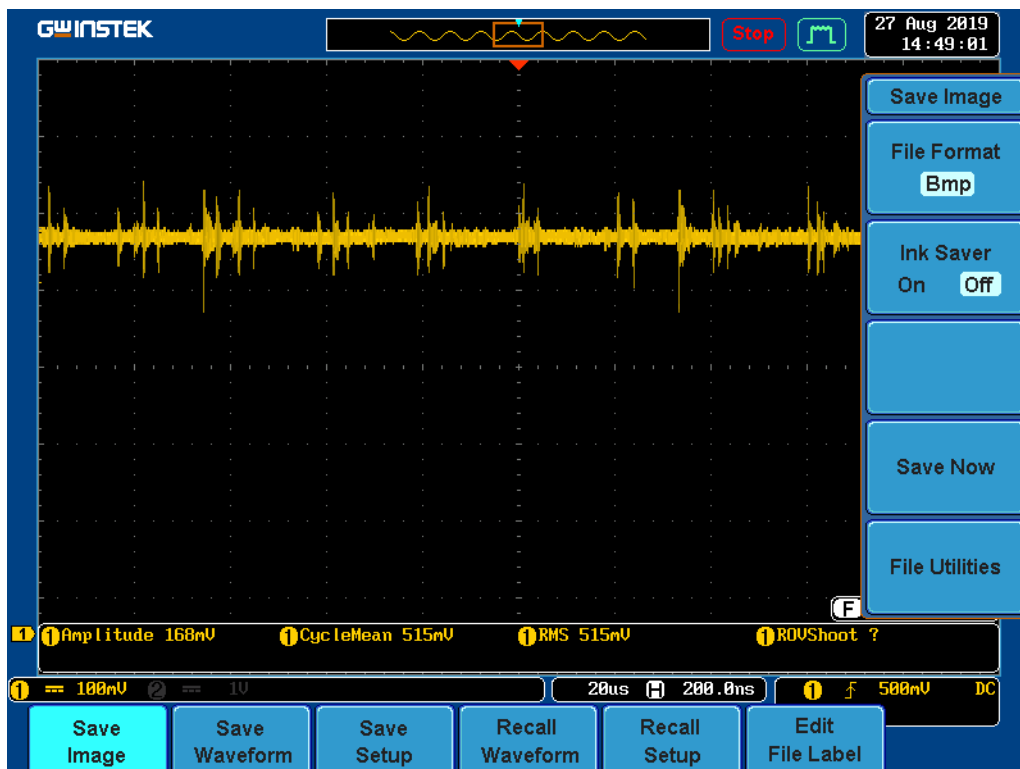 GWINSTEK
Stop
27 Aug 2019
14:49:01
Save Image
File Format
Bmp
Ink Saver
On Off
Save Now
File Utilities
F
1 1 Amplitude 168mV 1 CycleMean 515mV 1 RMS 515mV 1 ROVShoot ?
1 100mV 2 1V 20us H 200.0ns 1 500mV DC
Save Image
Save Waveform
Save Setup
Recall Waveform
Recall Setup
Edit File Label